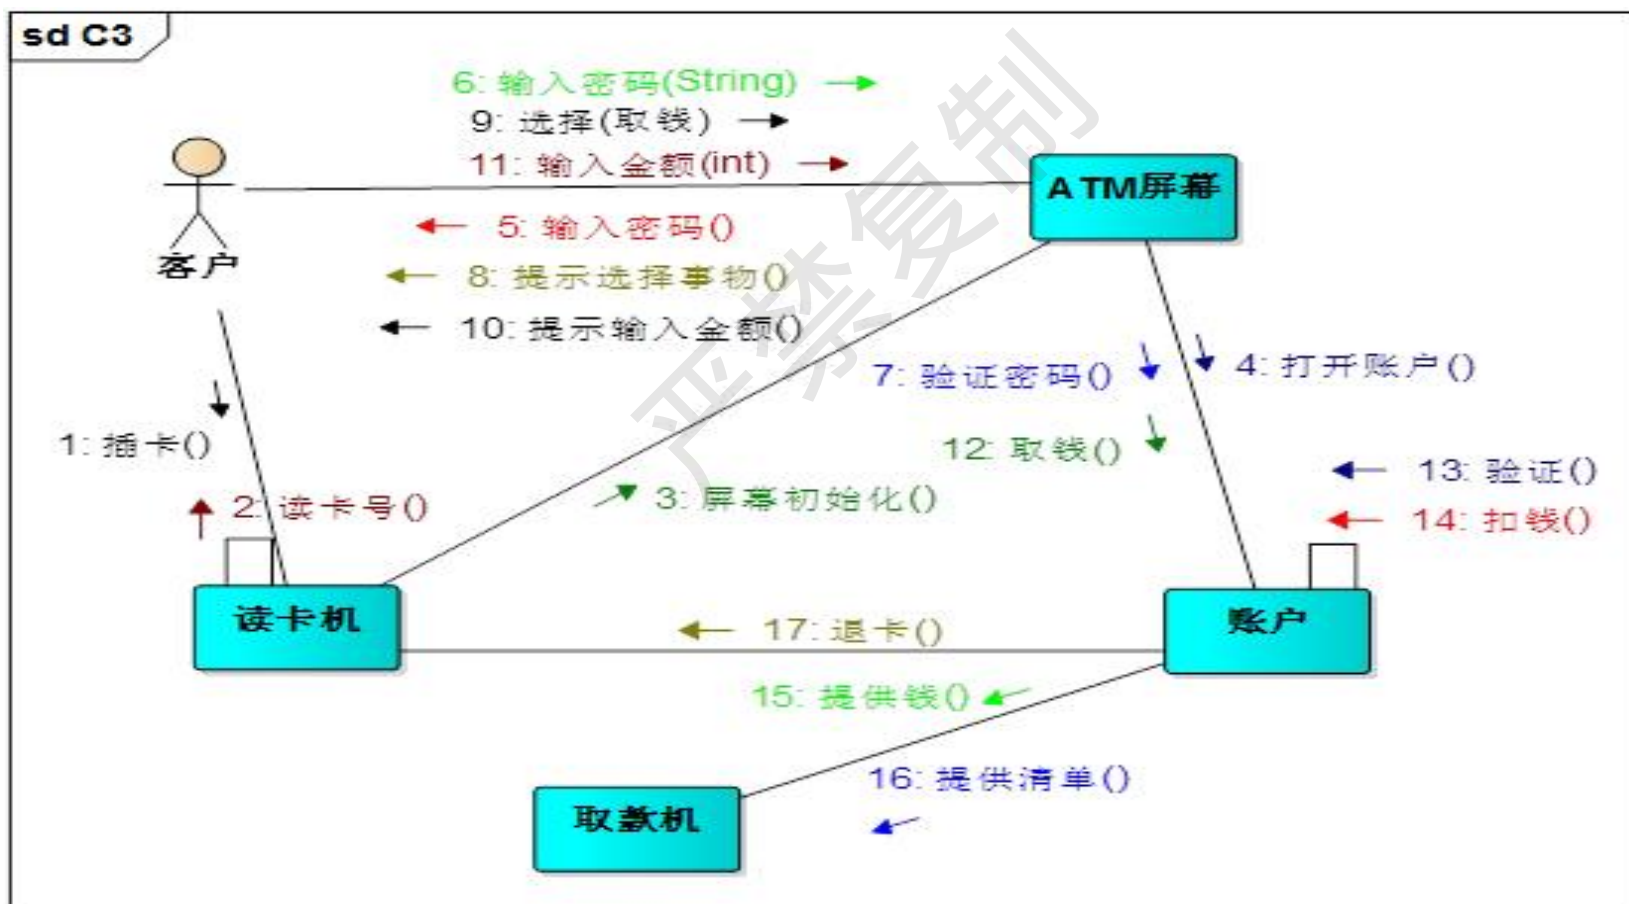 sd C3
6: 输入密码(String)
9: 选择(取钱)
11: 输入金额(int)
ATM屏幕
5: 输入密码()
客户
8: 提示选择事物()
10: 提示输入金额()
7: 验证密码()
4: 打开账户()
1: 插卡()
12: 取钱()
13: 验证()
2: 读卡号()
3: 屏幕初始化()
14: 扣钱()
读卡机
17: 退卡()
账户
15: 提供钱()
16: 提供清单()
取款机
严禁复制